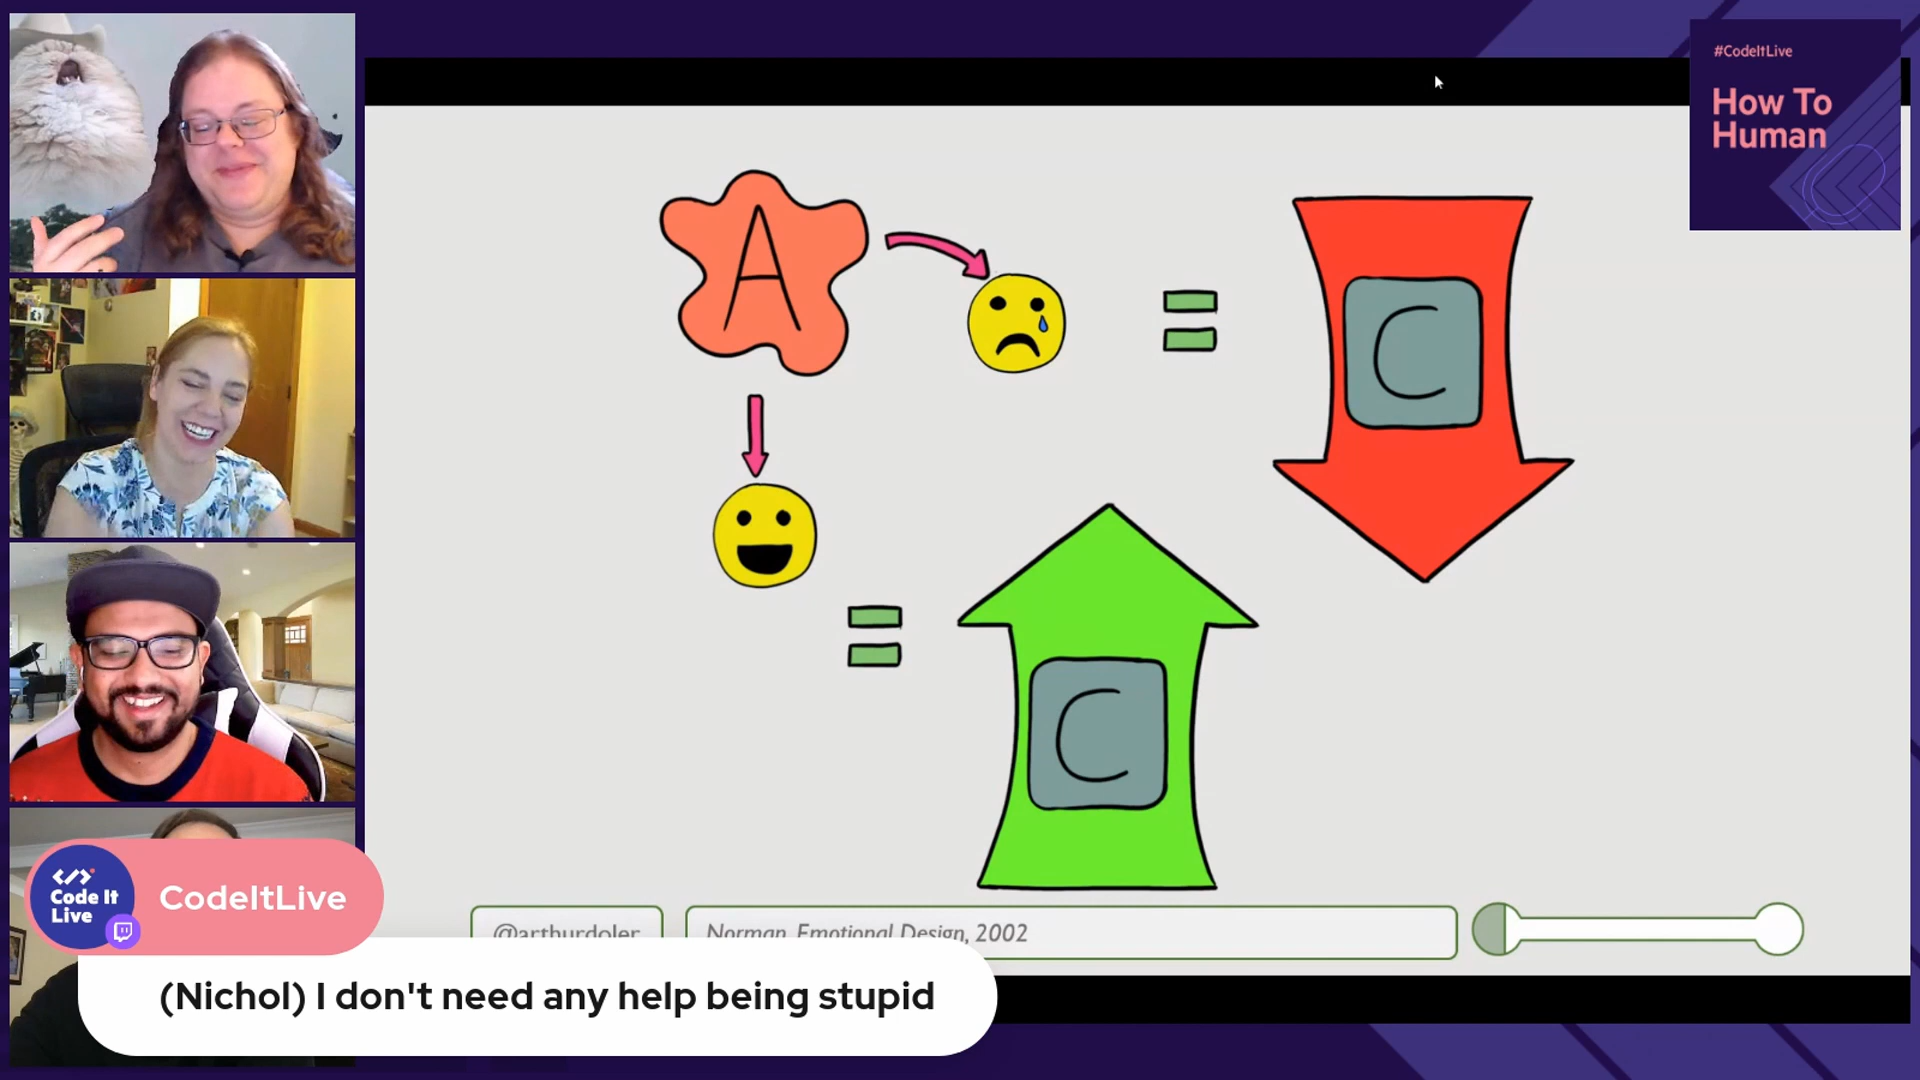 #CodeItLive
How To
Human
A
C
C
@arthurdoler
Norman, Emotional Design, 2002
</>
Code It
Live
CodeItLive
(Nichol) I don't need any help being stupid